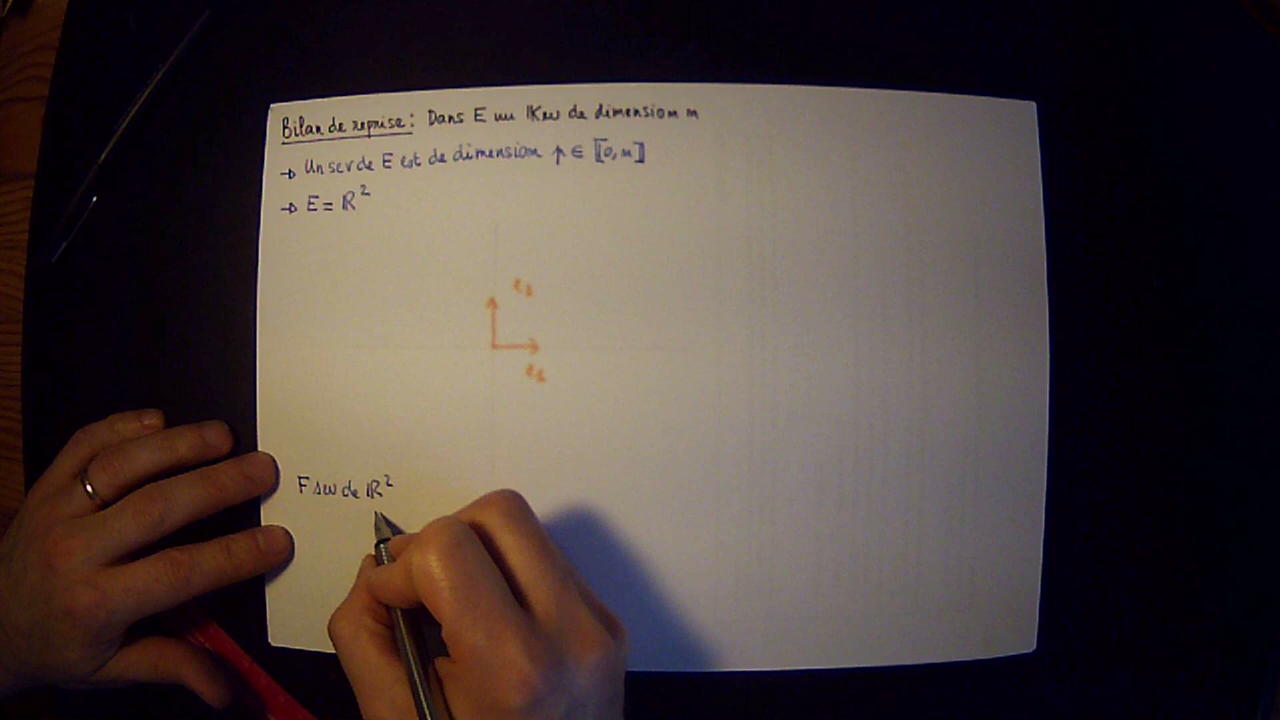 Bilan de reprise : Dans E un IKev de dimension n
→ Un sev de E est de dimension p ∈ ⟦0,n⟧
→ E = ℝ²
e₂
e₁
F sev de ℝ²